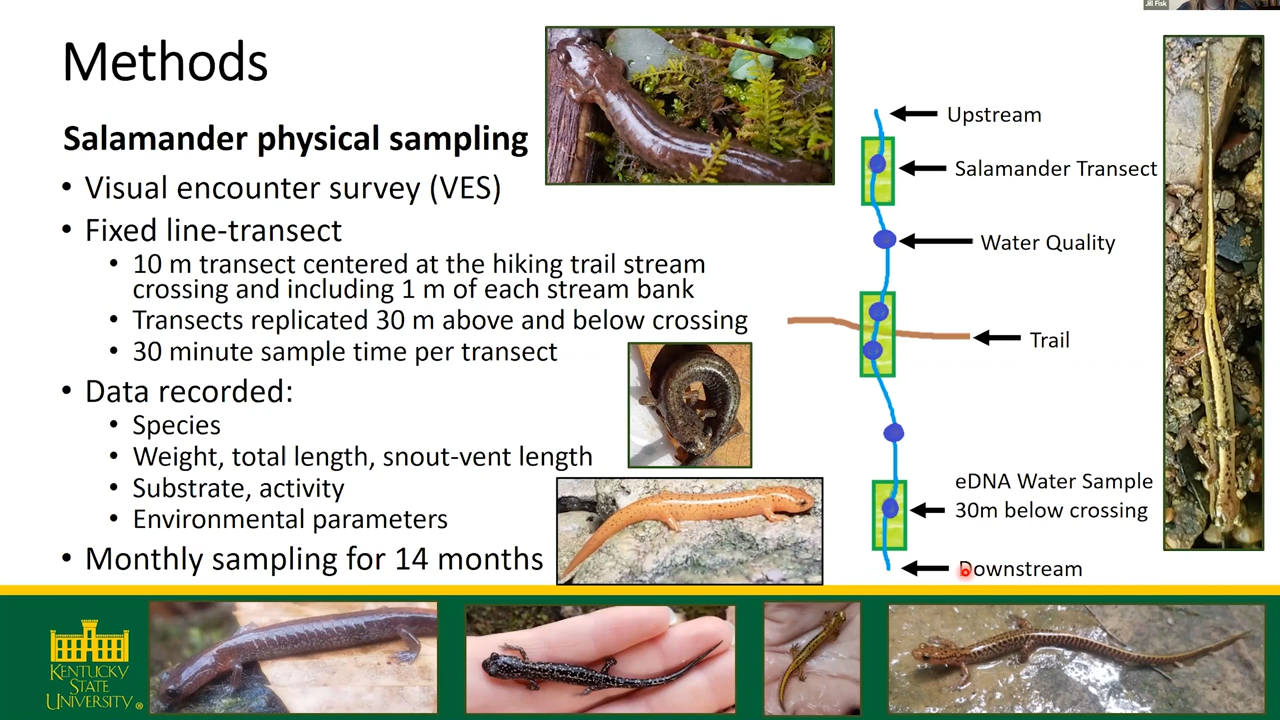 Jill Fisk
Methods
Salamander physical sampling
• Visual encounter survey (VES)
• Fixed line-transect
• 10 m transect centered at the hiking trail stream
crossing and including 1 m of each stream bank
• Transects replicated 30 m above and below crossing
• 30 minute sample time per transect
• Data recorded:
• Species
• Weight, total length, snout-vent length
• Substrate, activity
• Environmental parameters
• Monthly sampling for 14 months
Upstream
Salamander Transect
Water Quality
Trail
eDNA Water Sample
30m below crossing
Downstream
KENTUCKY
STATE
UNIVERSITY®